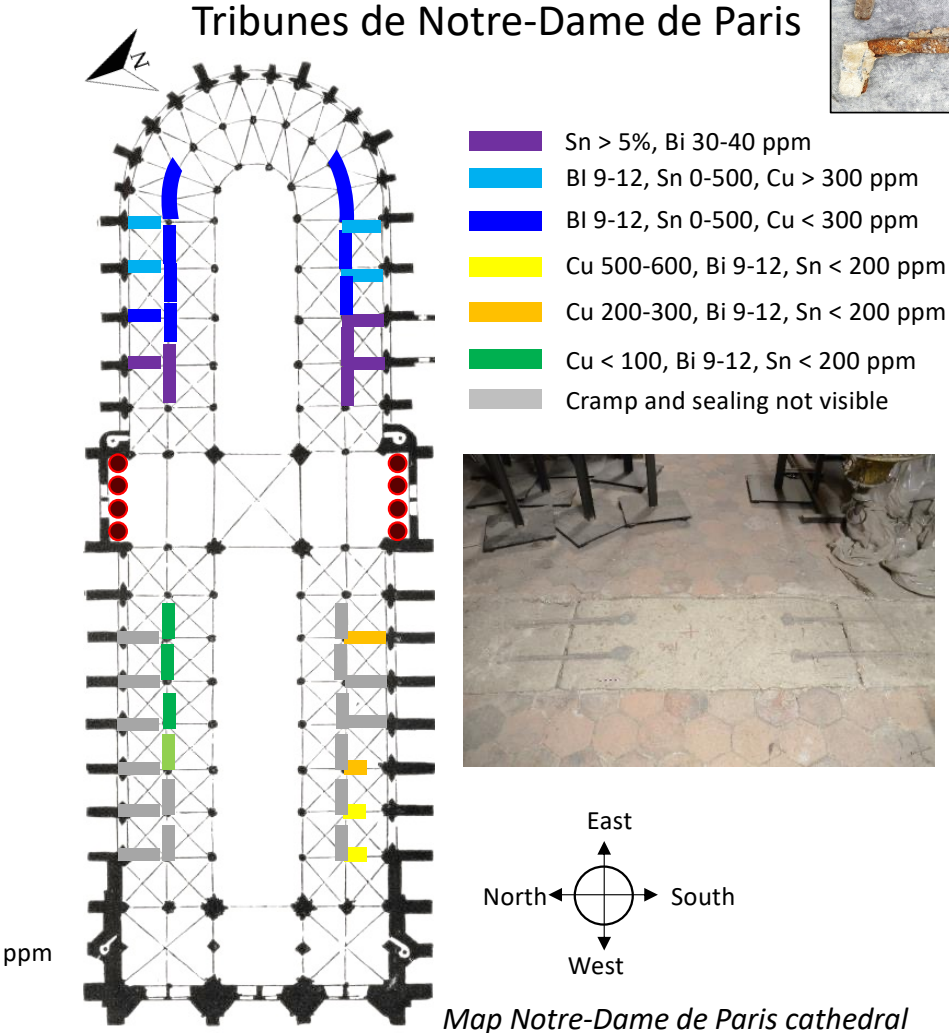 Tribunes de Notre-Dame de Paris
N
Sn > 5%, Bi 30-40 ppm
BI 9-12, Sn 0-500, Cu > 300 ppm
BI 9-12, Sn 0-500, Cu < 300 ppm
Cu 500-600, Bi 9-12, Sn < 200 ppm
Cu 200-300, Bi 9-12, Sn < 200 ppm
Cu < 100, Bi 9-12, Sn < 200 ppm
Cramp and sealing not visible
East
North
South
West
ppm
Map Notre-Dame de Paris cathedral